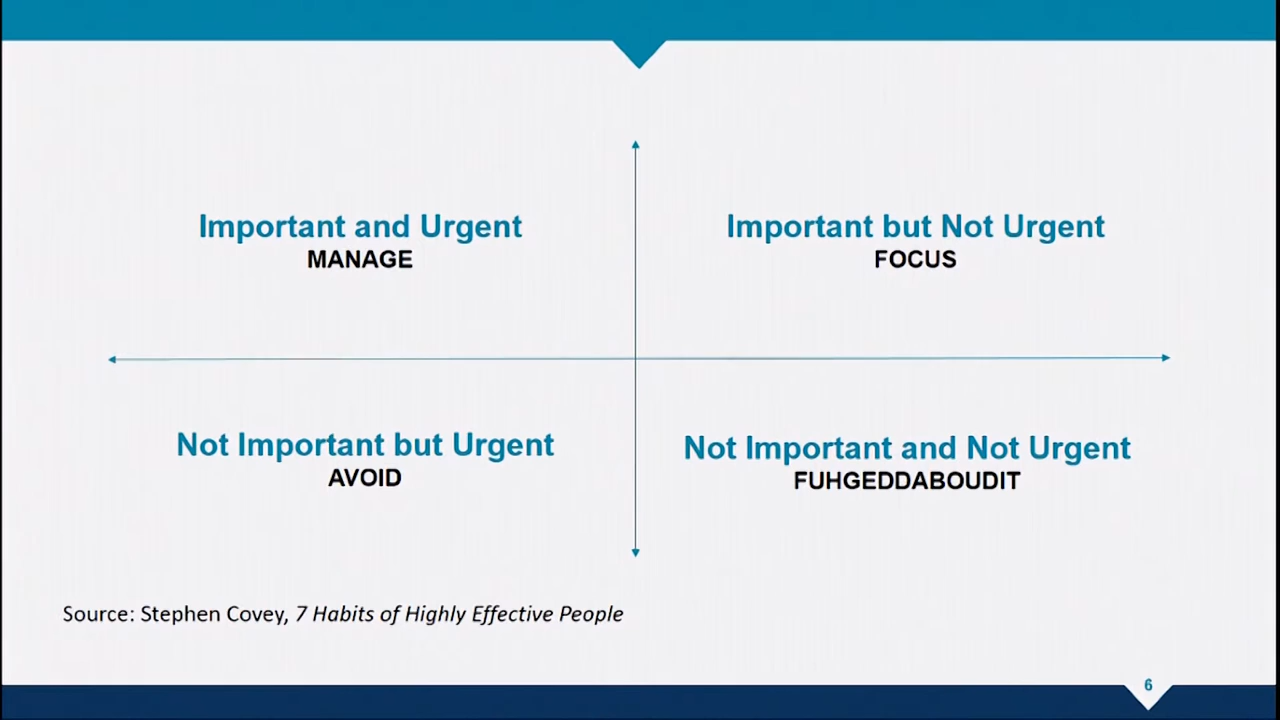 Important and Urgent
MANAGE
Important but Not Urgent
FOCUS
Not Important but Urgent
AVOID
Not Important and Not Urgent
FUHGEDDABOUDIT
Source: Stephen Covey, 7 Habits of Highly Effective People
6